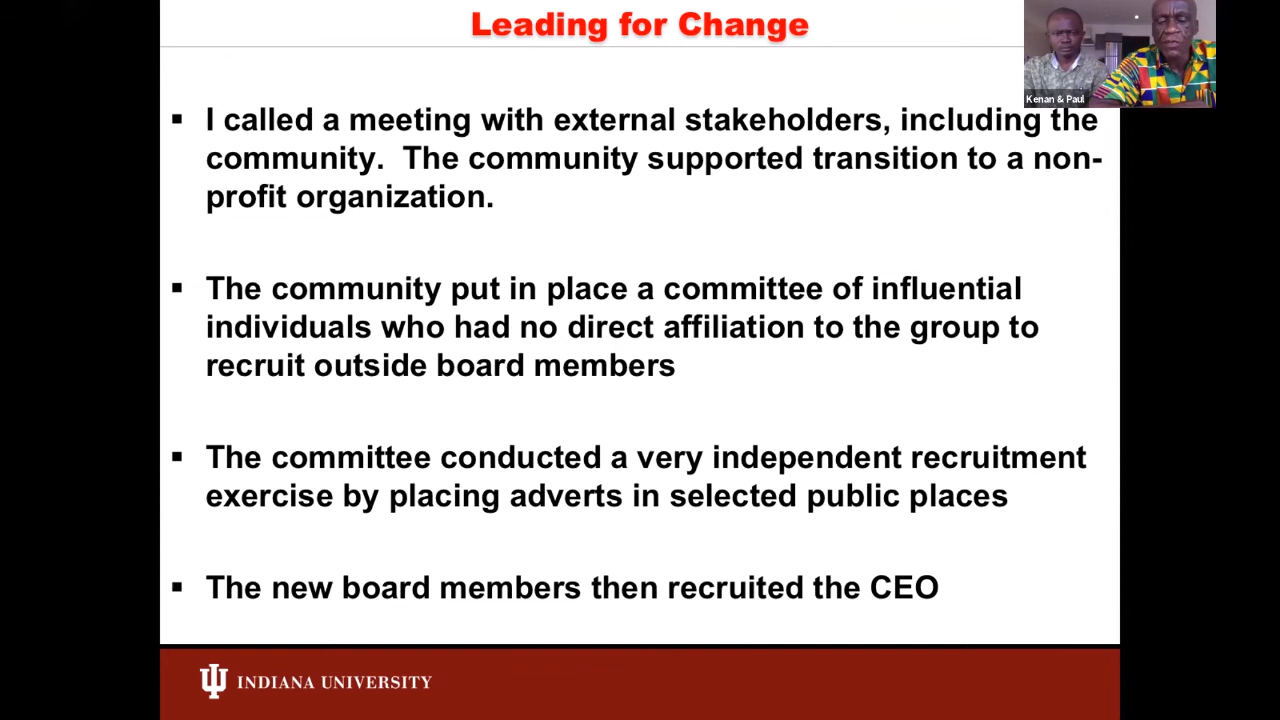 Leading for Change
Kenan & Paul
▪ I called a meeting with external stakeholders, including the
community.  The community supported transition to a non-
profit organization.
▪ The community put in place a committee of influential
individuals who had no direct affiliation to the group to
recruit outside board members
▪ The committee conducted a very independent recruitment
exercise by placing adverts in selected public places
▪ The new board members then recruited the CEO
INDIANA UNIVERSITY